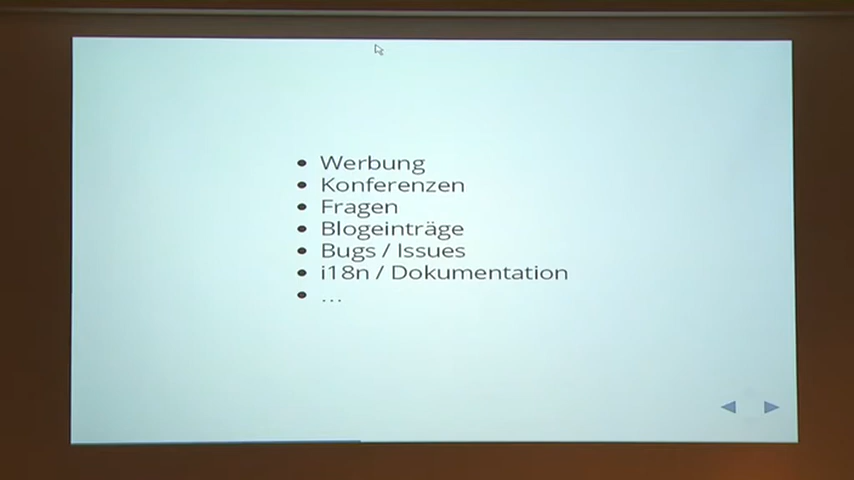 • Werbung
• Konferenzen
• Fragen
• Blogeinträge
• Bugs / Issues
• i18n / Dokumentation
• ...